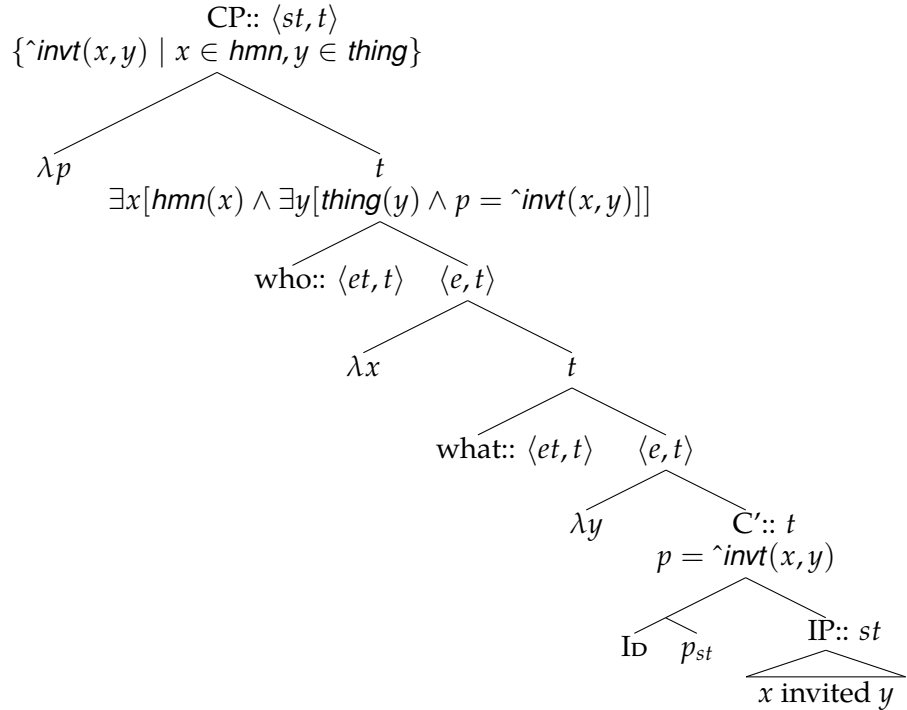 CP:: ⟨st, t⟩
{ˆinvt(x, y) | x ∈ hmn, y ∈ thing}
λp t
∃x[hmn(x) ∧ ∃y[thing(y) ∧ p = ˆinvt(x, y)]]
who:: ⟨et, t⟩ ⟨e, t⟩
λx t
what:: ⟨et, t⟩ ⟨e, t⟩
λy C':: t
p = ˆinvt(x, y)
ID p_st IP:: st
x invited y